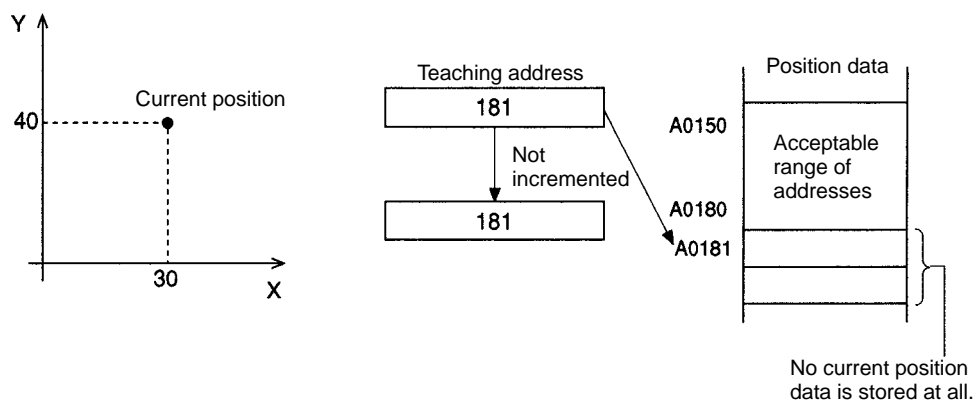 Y
40
Current position
30
X
Teaching address
181
Not
incremented
181
Position data
A0150
Acceptable
range of
addresses
A0180
A0181
No current position
data is stored at all.